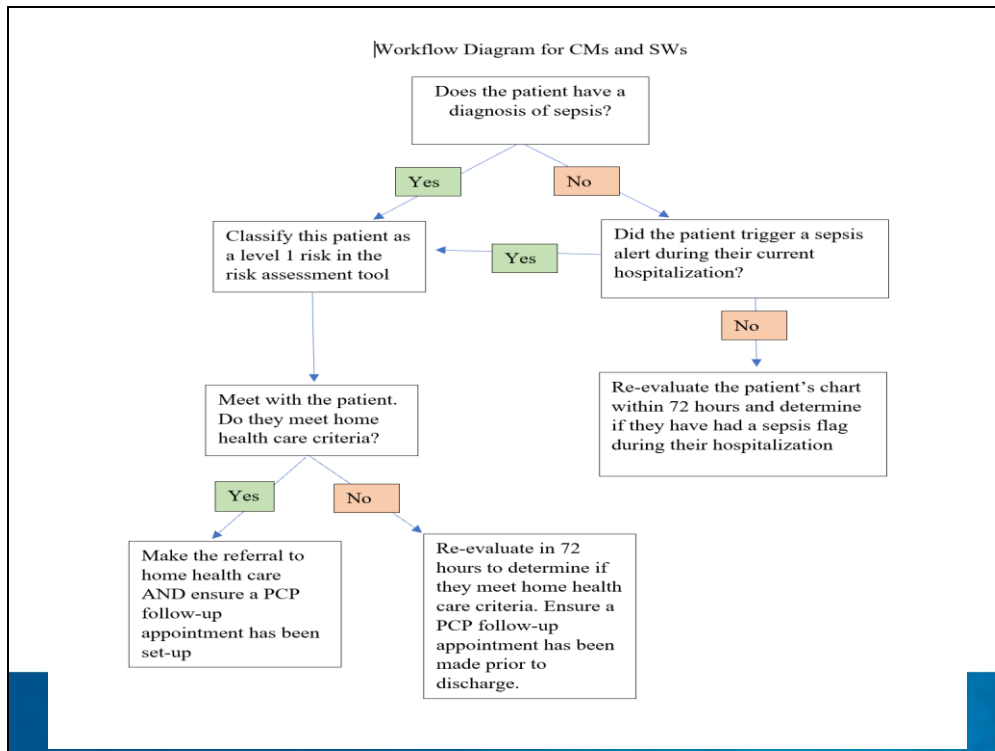 Workflow Diagram for CMs and SWs
Does the patient have a
diagnosis of sepsis?
Yes
No
Classify this patient as
a level 1 risk in the
risk assessment tool
Yes
Did the patient trigger a sepsis
alert during their current
hospitalization?
No
Meet with the patient.
Do they meet home
health care criteria?
Re-evaluate the patient’s chart
within 72 hours and determine
if they have had a sepsis flag
during their hospitalization
Yes
No
Make the referral to
home health care
AND ensure a PCP
follow-up
appointment has been
set-up
Re-evaluate in 72
hours to determine if
they meet home health
care criteria. Ensure a
PCP follow-up
appointment has been
made prior to
discharge.